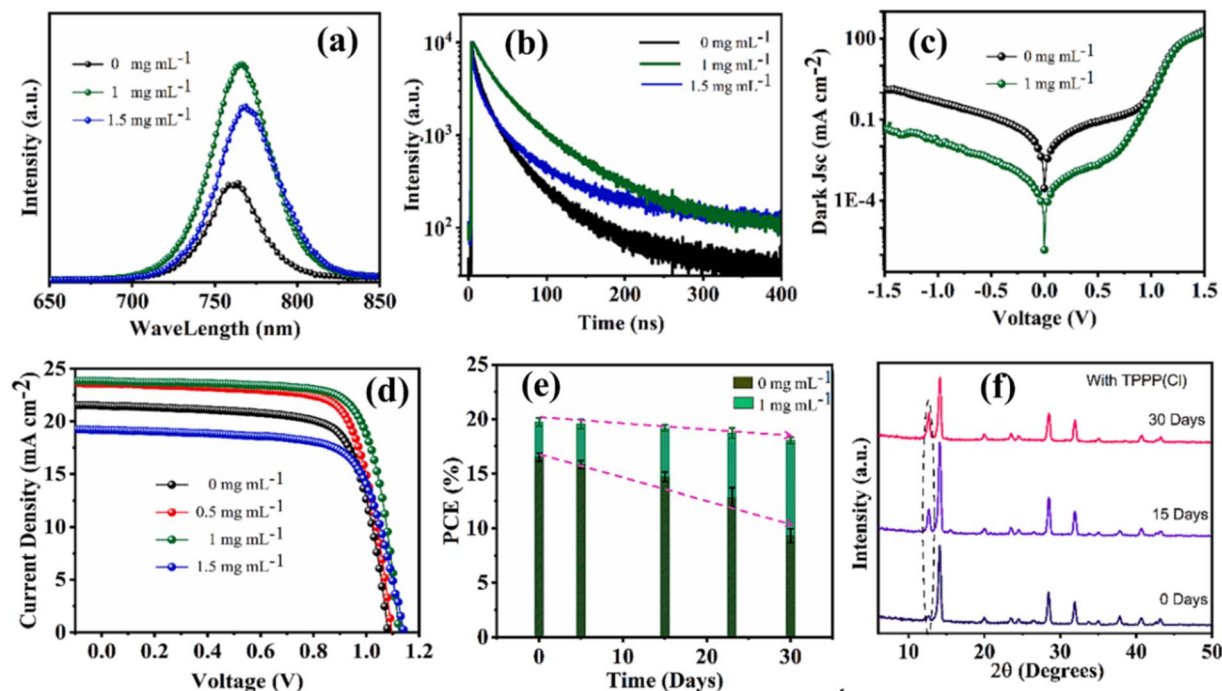 (a)
0 mg mL-1
1 mg mL-1
1.5 mg mL-1
Intensity (a.u.)
650 700 750 800 850
WaveLength (nm)
(b)
0 mg mL-1
1 mg mL-1
1.5 mg mL-1
Intensity (a.u.)
10^4
10^3
10^2
0 100 200 300 400
Time (ns)
(c)
0 mg mL-1
1 mg mL-1
Dark Jsc (mA cm-2)
100
0.1
1E-4
-1.5 -1.0 -0.5 0.0 0.5 1.0 1.5
Voltage (V)
(d)
Current Density (mA cm-2)
25
20
15
10
5
0
0 mg mL-1
0.5 mg mL-1
1 mg mL-1
1.5 mg mL-1
0.0 0.2 0.4 0.6 0.8 1.0 1.2
Voltage (V)
(e)
0 mg mL-1
1 mg mL-1
PCE (%)
25
20
15
10
5
0
0 10 20 30
Time (Days)
(f)
With TPPP(Cl)
30 Days
15 Days
0 Days
Intensity (a.u.)
10 20 30 40 50
2θ (Degrees)